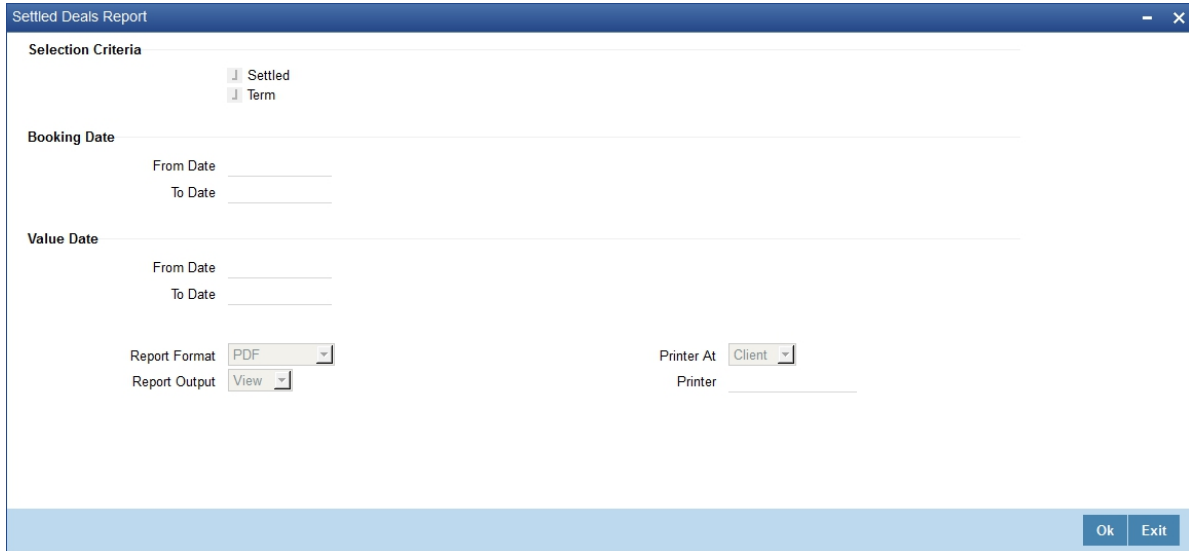 Settled Deals Report
Selection Criteria
Settled
Term
Booking Date
From Date
To Date
Value Date
From Date
To Date
Report Format PDF Printer At Client
Report Output View Printer
Ok Exit